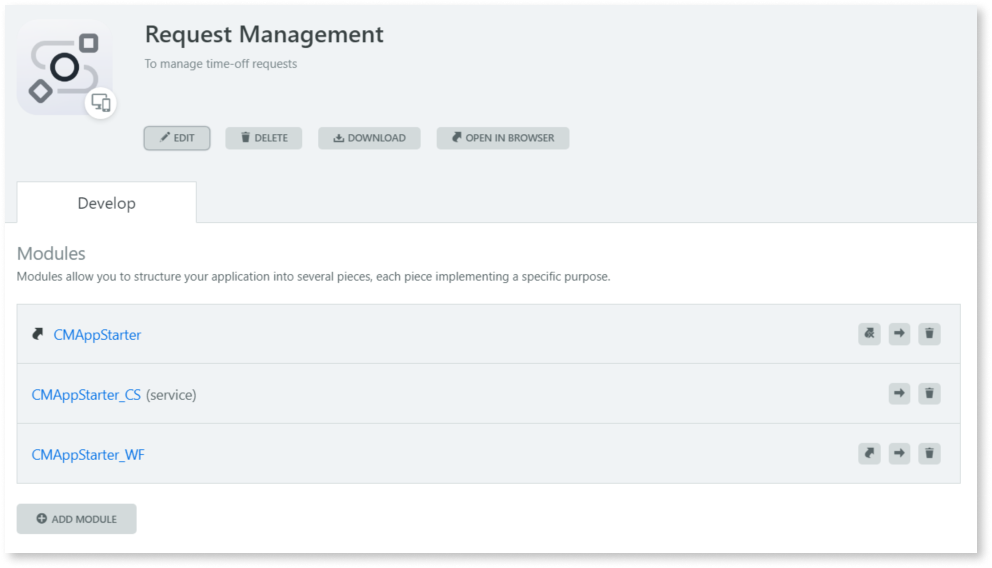 Request Management
To manage time-off requests
EDIT DELETE DOWNLOAD OPEN IN BROWSER
Develop
Modules
Modules allow you to structure your application into several pieces, each piece implementing a specific purpose.
CMAppStarter
CMAppStarter_CS (service)
CMAppStarter_WF
ADD MODULE